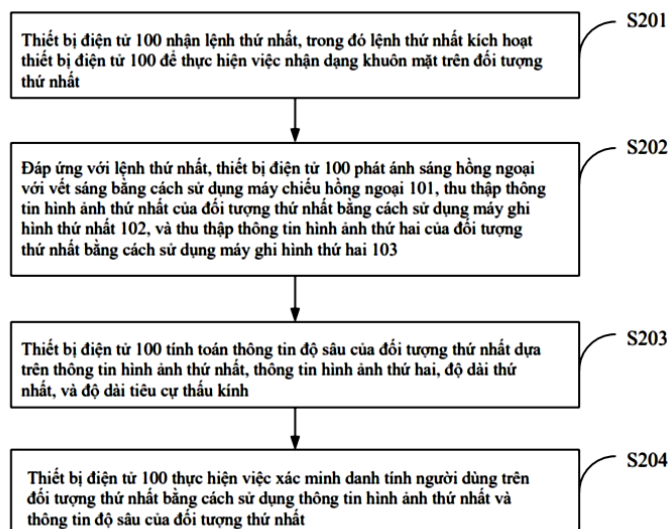 S201
Thiết bị điện tử 100 nhận lệnh thứ nhất, trong đó lệnh thứ nhất kích hoạt
thiết bị điện tử 100 để thực hiện việc nhận dạng khuôn mặt trên đối tượng
thứ nhất
S202
Đáp ứng với lệnh thứ nhất, thiết bị điện tử 100 phát ánh sáng hồng ngoại
với vết sáng bằng cách sử dụng máy chiếu hồng ngoại 101, thu thập thông
tin hình ảnh thứ nhất của đối tượng thứ nhất bằng cách sử dụng máy ghi
hình thứ nhất 102, và thu thập thông tin hình ảnh thứ hai của đối tượng
thứ nhất bằng cách sử dụng máy ghi hình thứ hai 103
S203
Thiết bị điện tử 100 tính toán thông tin độ sâu của đối tượng thứ nhất dựa
trên thông tin hình ảnh thứ nhất, thông tin hình ảnh thứ hai, độ dài thứ
nhất, và độ dài tiêu cự thấu kính
S204
Thiết bị điện tử 100 thực hiện việc xác minh danh tính người dùng trên
đối tượng thứ nhất bằng cách sử dụng thông tin hình ảnh thứ nhất và
thông tin độ sâu của đối tượng thứ nhất